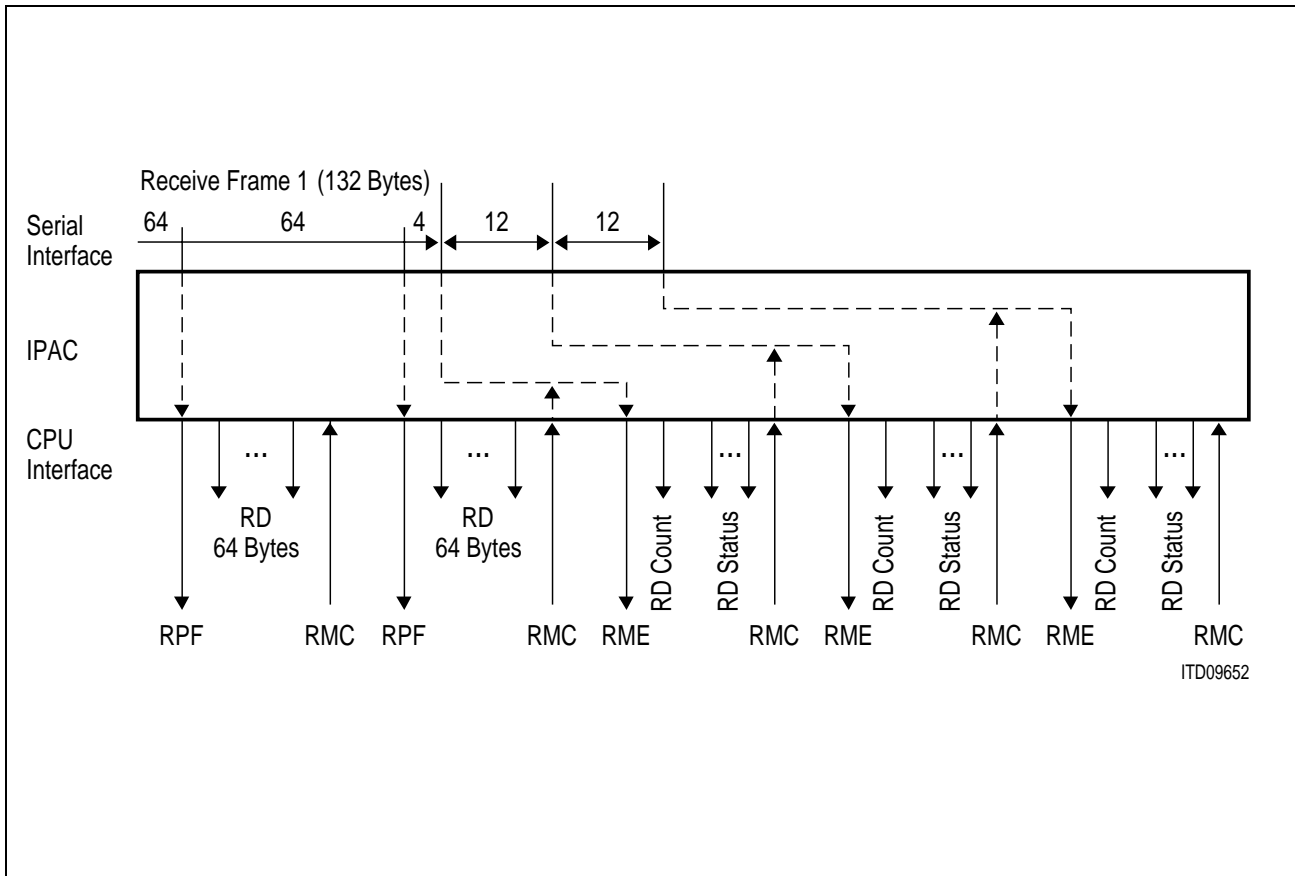 Receive Frame 1 (132 Bytes)
64 64 4 12 12
Serial
Interface
IPAC
CPU
Interface
... ... ... ... ...
RD
64 Bytes
RD
64 Bytes
RD Count
RD Status
RD Count
RD Status
RD Count
RD Status
RPF RMC RPF RMC RME RMC RME RMC RME RMC
ITD09652